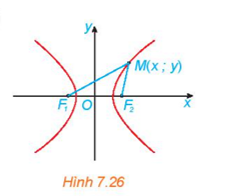 y
M(x ; y)
F₁ O F₂ x
Hình 7.26